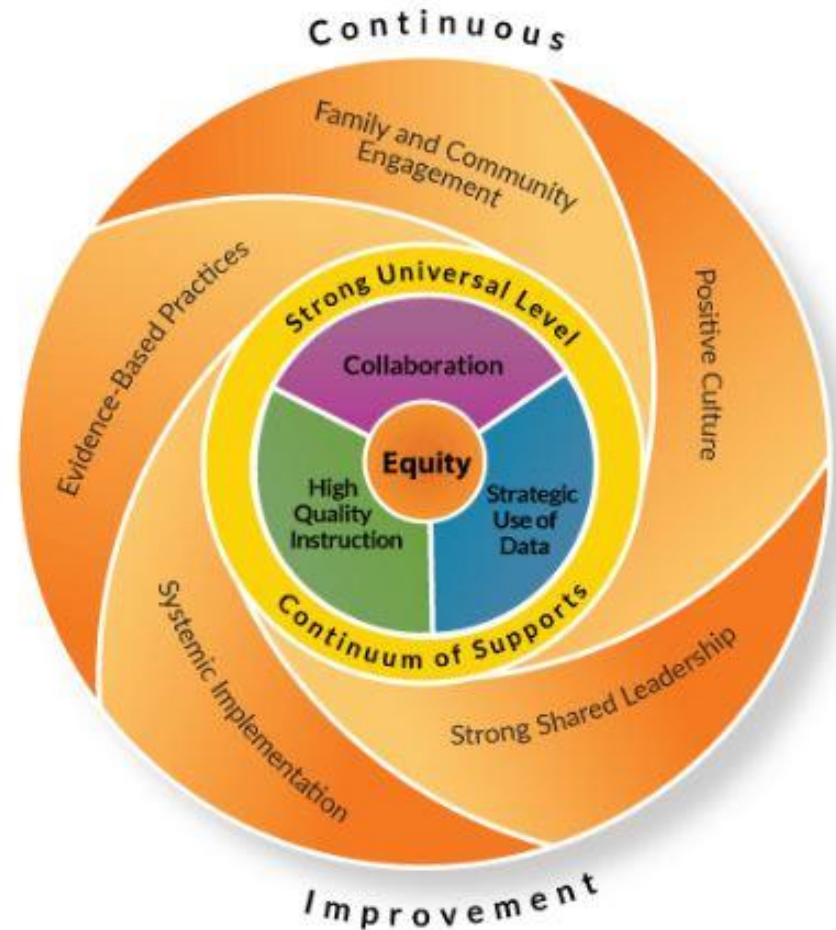 Continuous
Family and Community
Engagement
Positive Culture
Evidence-Based Practices
Strong Universal Level
Collaboration
Equity
High
Quality
Instruction
Strategic
Use of
Data
Continuum of Supports
Systemic Implementation
Strong Shared Leadership
Improvement